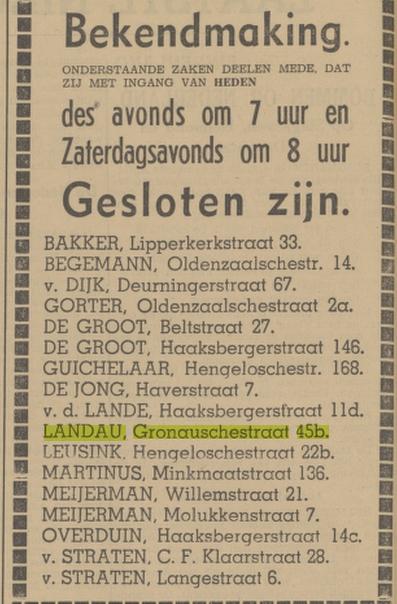 Bekendmaking.
ONDERSTAANDE ZAKEN DEELEN MEDE, DAT
ZIJ MET INGANG VAN HEDEN
des avonds om 7 uur en
Zaterdagsavonds om 8 uur
Gesloten zijn.
BAKKER, Lipperkerkstraat 33.
BEGEMANN, Oldenzaalschestr. 14.
v. DIJK, Deurningerstraat 67.
GORTER, Oldenzaalschestraat 2a.
DE GROOT, Beltstraat 27.
DE GROOT, Haaksbergerstraat 146.
GUICHELAAR, Hengeloschestr. 168.
DE JONG, Haverstraat 7.
v. d. LANDE, Haaksbergerstraat 11d.
LANDAU, Gronauschestraat 45b.
LEUSINK, Hengeloschestraat 22b.
MARTINUS, Minkmaatstraat 136.
MEIJERMAN, Willemstraat 21.
MEIJERMAN, Molukkenstraat 7.
OVERDUIN, Haaksbergerstraat 14c.
v. STRATEN, C. F. Klaarstraat 28.
v. STRATEN, Langestraat 6.